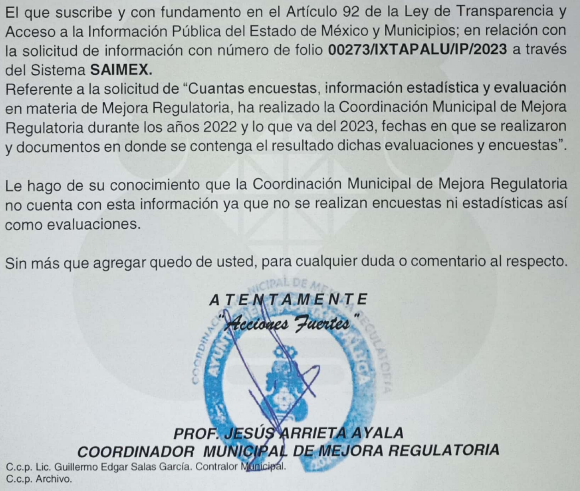 El que suscribe y con fundamento en el Artículo 92 de la Ley de Transparencia y
Acceso a la Información Pública del Estado de México y Municipios; en relación con
la solicitud de información con número de folio 00273/IXTAPALU/IP/2023 a través
del Sistema SAIMEX.
Referente a la solicitud de “Cuantas encuestas, información estadística y evaluación
en materia de Mejora Regulatoria, ha realizado la Coordinación Municipal de Mejora
Regulatoria durante los años 2022 y lo que va del 2023, fechas en que se realizaron
y documentos en donde se contenga el resultado dichas evaluaciones y encuestas”.
Le hago de su conocimiento que la Coordinación Municipal de Mejora Regulatoria
no cuenta con esta información ya que no se realizan encuestas ni estadísticas así
como evaluaciones.
Sin más que agregar quedo de usted, para cualquier duda o comentario al respecto.
A T E N T A M E N T E
"Acciones Fuertes"
PROF. JESÚS ARRIETA AYALA
COORDINADOR MUNICIPAL DE MEJORA REGULATORIA
C.c.p. Lic. Guillermo Edgar Salas García. Contralor Municipal.
C.c.p. Archivo.